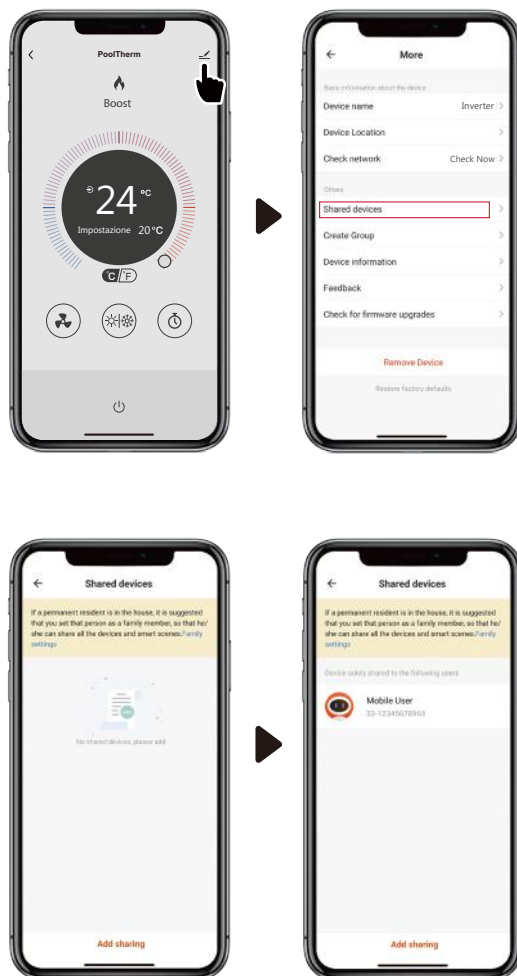 PoolTherm
Boost
24 °C
Impostazione 20°C
°C/°F
More
Basic information about the device
Device name Inverter
Device Location
Check network Check Now
Others
Shared devices
Create Group
Device information
Feedback
Check for firmware upgrades
Remove Device
Restore factory defaults
Shared devices
If a permanent resident is in the house, it is suggested
that you set that person as a family member, so that he/
she can share all the devices and smart scenes.Family
settings
No shared devices, please add
Add sharing
Shared devices
If a permanent resident is in the house, it is suggested
that you set that person as a family member, so that he/
she can share all the devices and smart scenes.Family
settings
Device solely shared to the following users
Mobile User
33-12345678903
Add sharing